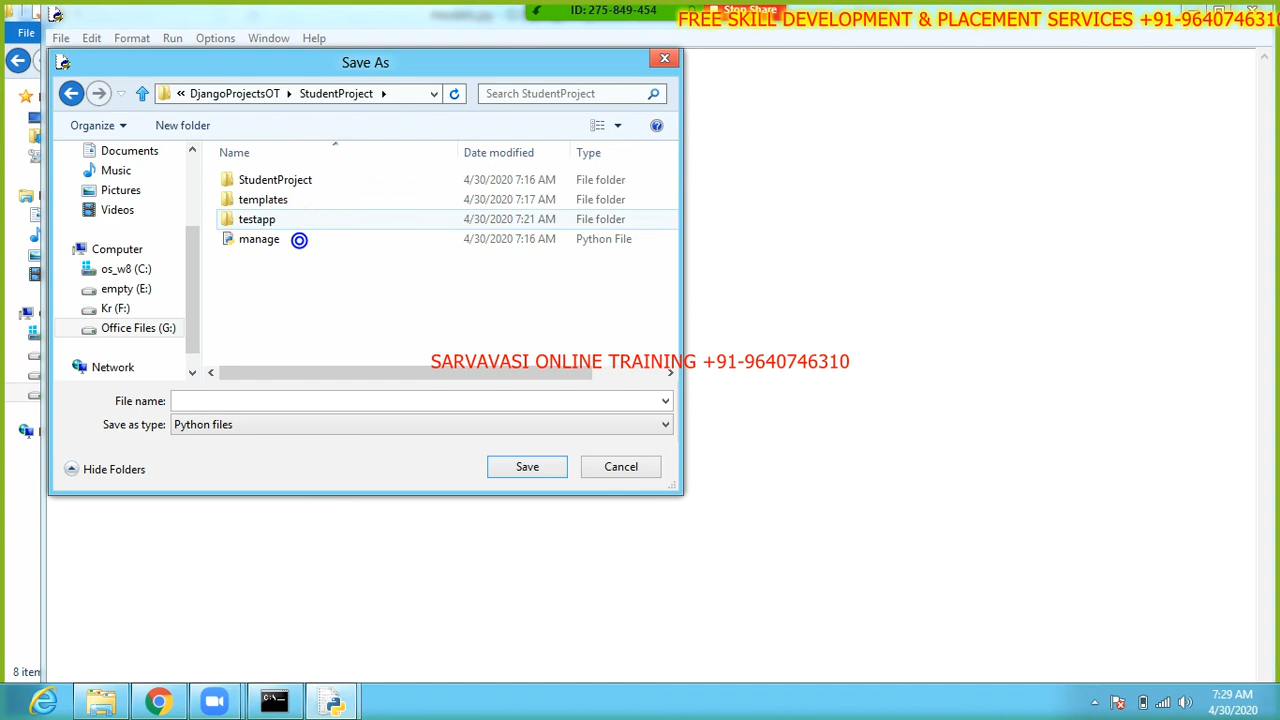 ID: 275-849-454
Stop Share
FREE SKILL DEVELOPMENT & PLACEMENT SERVICES +91-9640746310
File
File Edit Format Run Options Window Help
Save As
« DjangoProjectsOT StudentProject
Search StudentProject
Organize New folder
Name Date modified Type
Documents
Music
Pictures
Videos
Computer
os_w8 (C:)
empty (E:)
Kr (F:)
Office Files (G:)
Network
StudentProject 4/30/2020 7:16 AM File folder
templates 4/30/2020 7:17 AM File folder
testapp 4/30/2020 7:21 AM File folder
manage 4/30/2020 7:16 AM Python File
SARVAVASI ONLINE TRAINING +91-9640746310
File name:
Save as type: Python files
Hide Folders
Save
Cancel
8 item
7:29 AM
4/30/2020